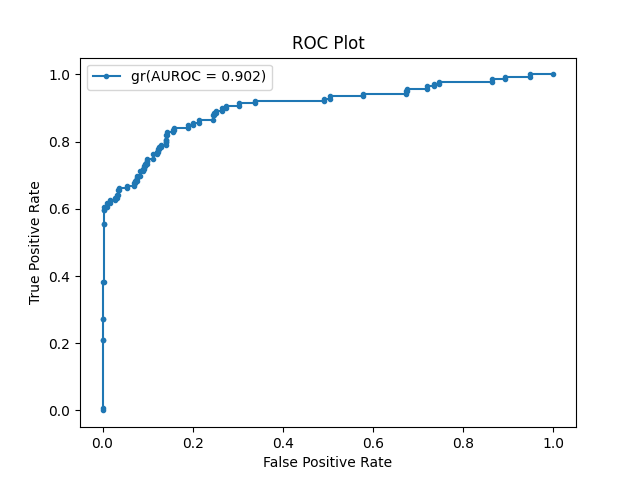 ROC Plot
gr(AUROC = 0.902)
1.0
0.8
0.6
0.4
0.2
0.0
True Positive Rate
0.0 0.2 0.4 0.6 0.8 1.0
False Positive Rate